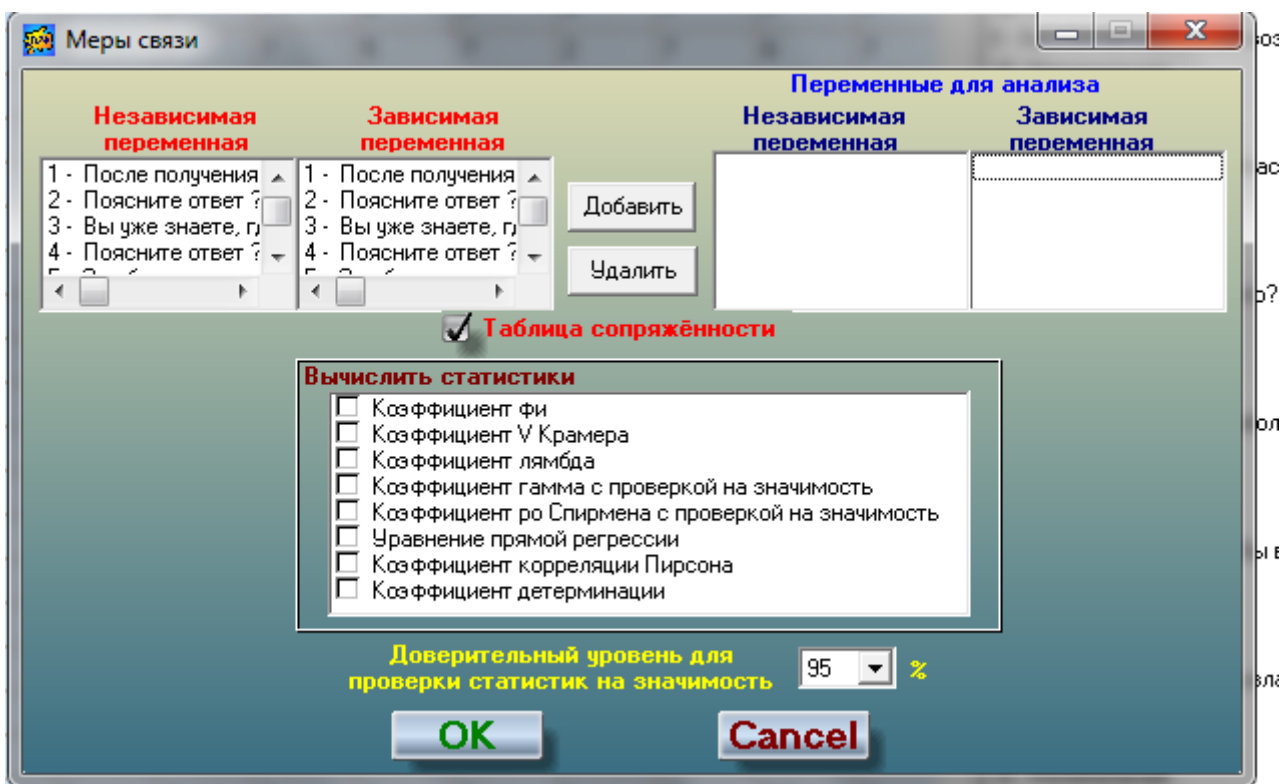 Меры связи
Переменные для анализа
Независимая переменная
Зависимая переменная
Независимая переменная
Зависимая переменная
1 - После получения
2 - Поясните ответ ?
3 - Вы уже знаете,
4 - Поясните ответ ?
1 - После получения
2 - Поясните ответ ?
3 - Вы уже знаете,
4 - Поясните ответ ?
Добавить
Удалить
Таблица сопряжённости
Вычислить статистики
Коэффициент фи
Коэффициент V Крамера
Коэффициент лямбда
Коэффициент гамма с проверкой на значимость
Коэффициент ро Спирмена с проверкой на значимость
Уравнение прямой регрессии
Коэффициент корреляции Пирсона
Коэффициент детерминации
Доверительный уровень для
проверки статистик на значимость
95 %
OK
Cancel